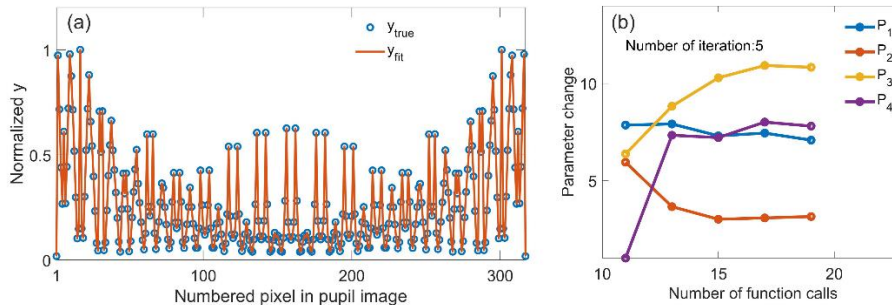 (a)
y_true
y_fit
1
0.5
0
Normalized y
1
100
200
300
Numbered pixel in pupil image
(b)
P_1
P_2
P_3
P_4
Number of iteration:5
10
5
Parameter change
10
15
20
Number of function calls